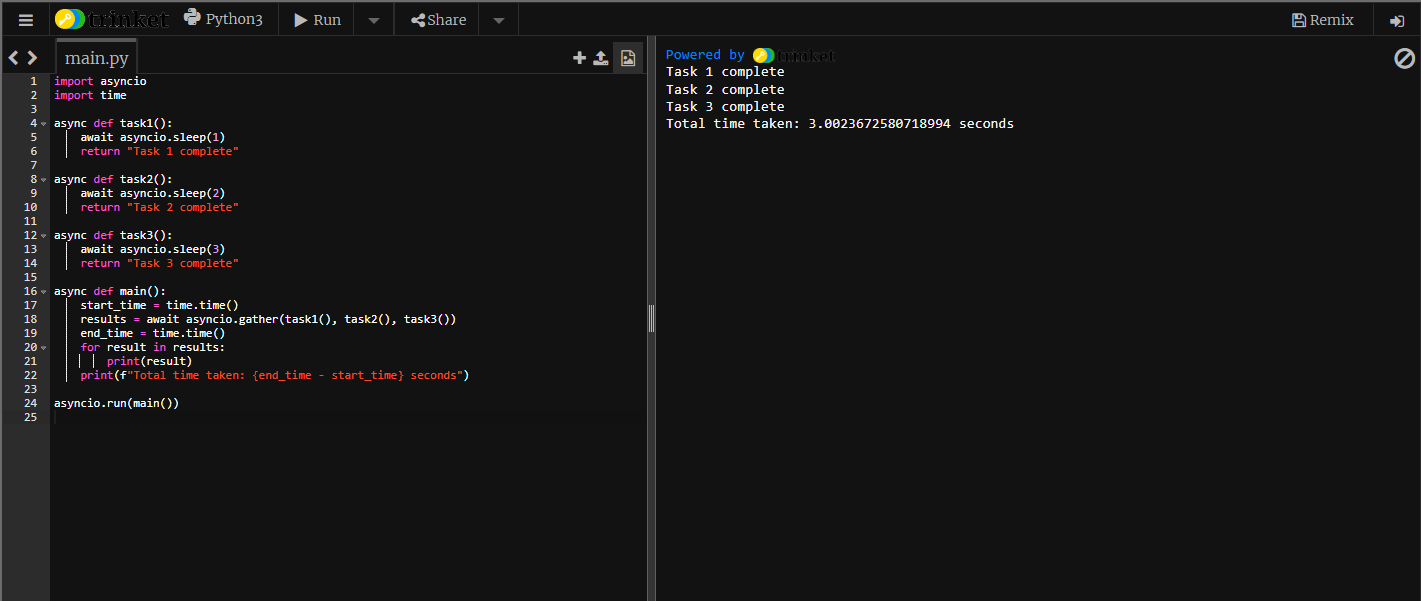 trinket Python3 Run Share Remix
main.py
1 import asyncio
2 import time
3
4 async def task1():
5     await asyncio.sleep(1)
6     return "Task 1 complete"
7
8 async def task2():
9     await asyncio.sleep(2)
10     return "Task 2 complete"
11
12 async def task3():
13     await asyncio.sleep(3)
14     return "Task 3 complete"
15
16 async def main():
17     start_time = time.time()
18     results = await asyncio.gather(task1(), task2(), task3())
19     end_time = time.time()
20     for result in results:
21         print(result)
22     print(f"Total time taken: {end_time - start_time} seconds")
23
24 asyncio.run(main())
25
Powered by trinket
Task 1 complete
Task 2 complete
Task 3 complete
Total time taken: 3.0023672580718994 seconds